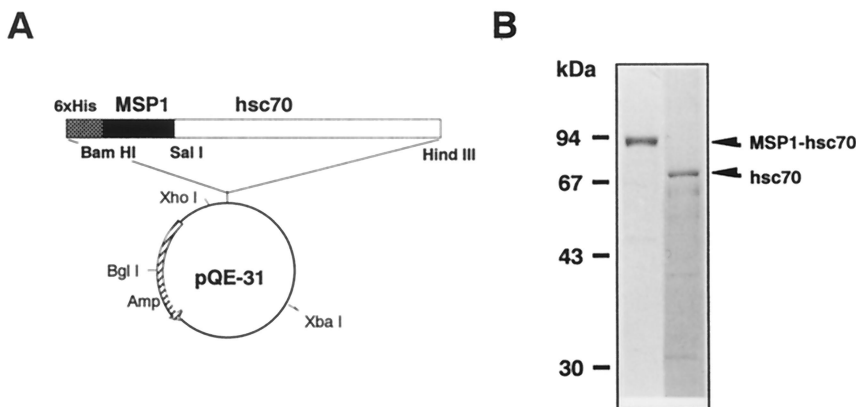 A
6xHis MSP1 hsc70
Bam HI Sal I Hind III
Xho I
Bgl I
pQE-31
Amp
Xba I
B
kDa
94
67
43
30
MSP1-hsc70
hsc70